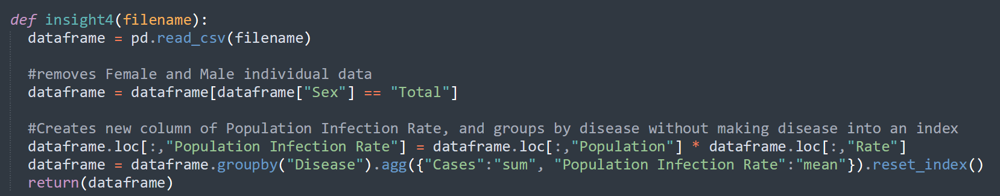 def insight4(filename):
  dataframe = pd.read_csv(filename)
  #removes Female and Male individual data
  dataframe = dataframe[dataframe["Sex"] == "Total"]
  #Creates new column of Population Infection Rate, and groups by disease without making disease into an index
  dataframe.loc[:,"Population Infection Rate"] = dataframe.loc[:,"Population"] * dataframe.loc[:,"Rate"]
  dataframe = dataframe.groupby("Disease").agg({"Cases":"sum", "Population Infection Rate":"mean"}).reset_index()
  return(dataframe)